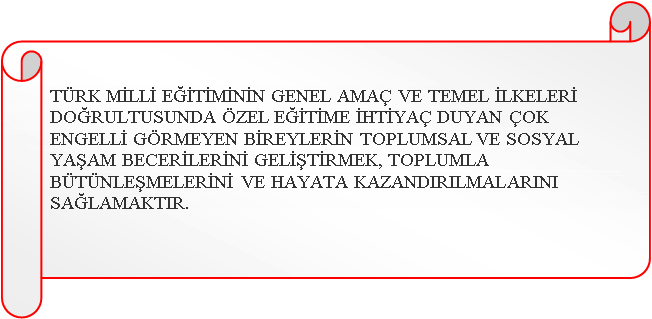 TÜRK MİLLİ EĞİTİMİNİN GENEL AMAÇ VE TEMEL İLKELERİ
DOĞRULTUSUNDA ÖZEL EĞİTİME İHTİYAÇ DUYAN ÇOK
ENGELLİ GÖRMEYEN BİREYLERİN TOPLUMSAL VE SOSYAL
YAŞAM BECERİLERİNİ GELİŞTİRMEK, TOPLUMLA
BÜTÜNLEŞMELERİNİ VE HAYATA KAZANDIRILMALARINI
SAĞLAMAKTIR.